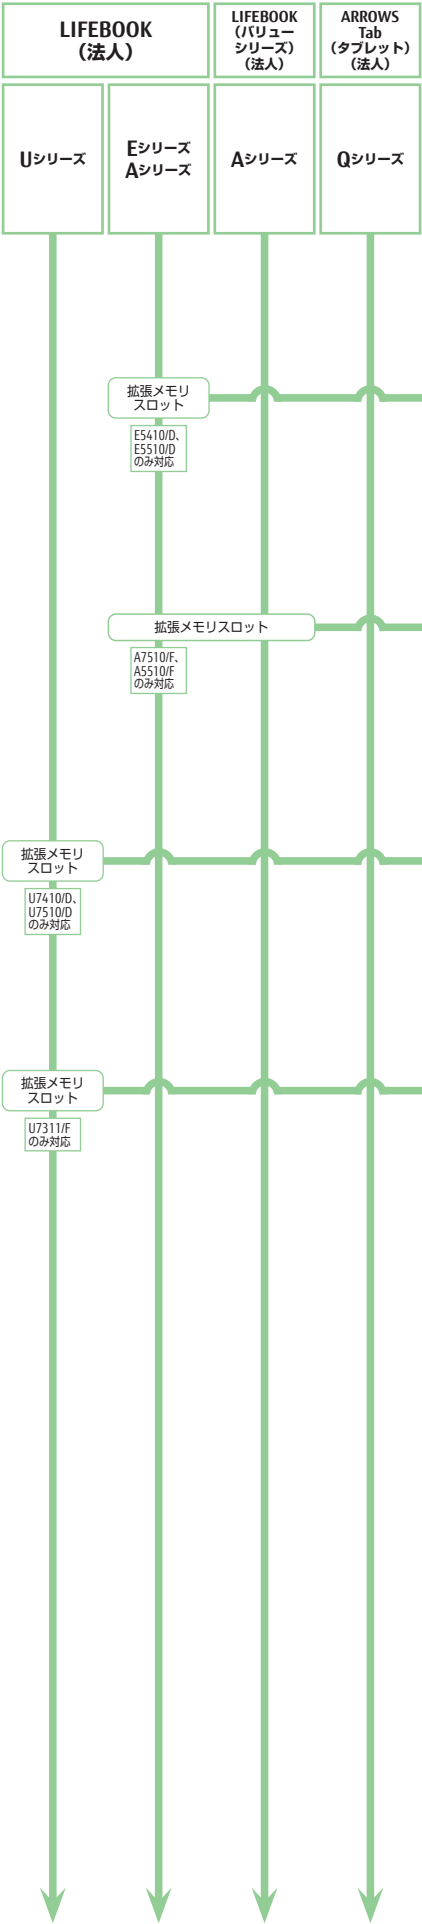 LIFEBOOK
（法人）
LIFEBOOK
（バリュー
シリーズ）
（法人）
ARROWS
Tab
（タブレット）
（法人）
Uシリーズ
Eシリーズ
Aシリーズ
Aシリーズ
Qシリーズ
拡張メモリ
スロット
E5410/D、
E5510/D
のみ対応
拡張メモリスロット
A7510/F、
A5510/F
のみ対応
拡張メモリ
スロット
U7410/D、
U7510/D
のみ対応
拡張メモリ
スロット
U7311/F
のみ対応